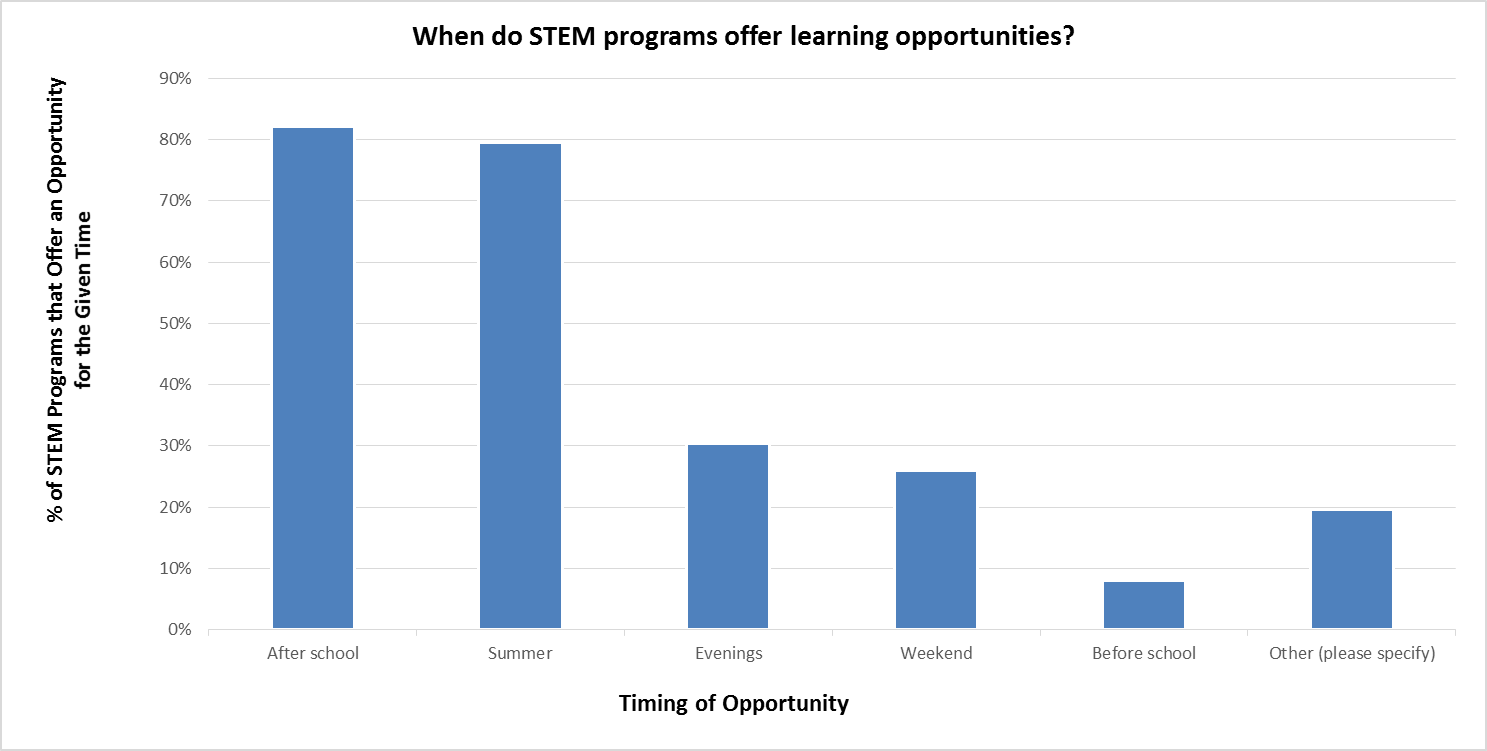 When do STEM programs offer learning opportunities?
% of STEM Programs that Offer an Opportunity
for the Given Time
90%
80%
70%
60%
50%
40%
30%
20%
10%
0%
After school
Summer
Evenings
Weekend
Before school
Other (please specify)
Timing of Opportunity